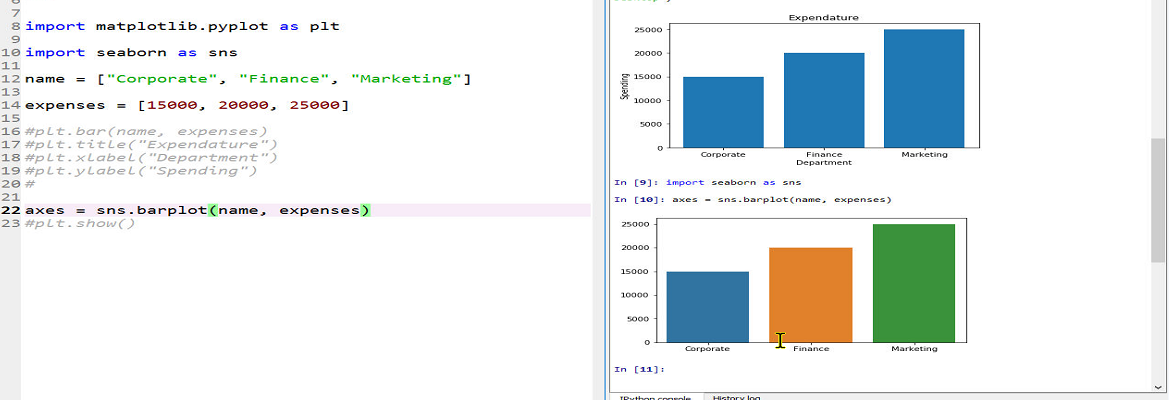 7
8 import matplotlib.pyplot as plt
9
10 import seaborn as sns
11
12 name = ["Corporate", "Finance", "Marketing"]
13
14 expenses = [15000, 20000, 25000]
15
16 #plt.bar(name, expenses)
17 #plt.title("Expendature")
18 #plt.xlabel("Department")
19 #plt.ylabel("Spending")
20 #
21
22 axes = sns.barplot(name, expenses)
23 #plt.show()
Expendature
25000
20000
15000
10000
5000
0
Spending
Corporate Finance Marketing
Department
In [9]: import seaborn as sns
In [10]: axes = sns.barplot(name, expenses)
25000
20000
15000
10000
5000
0
Corporate Finance Marketing
In [11]:
IPython console History log